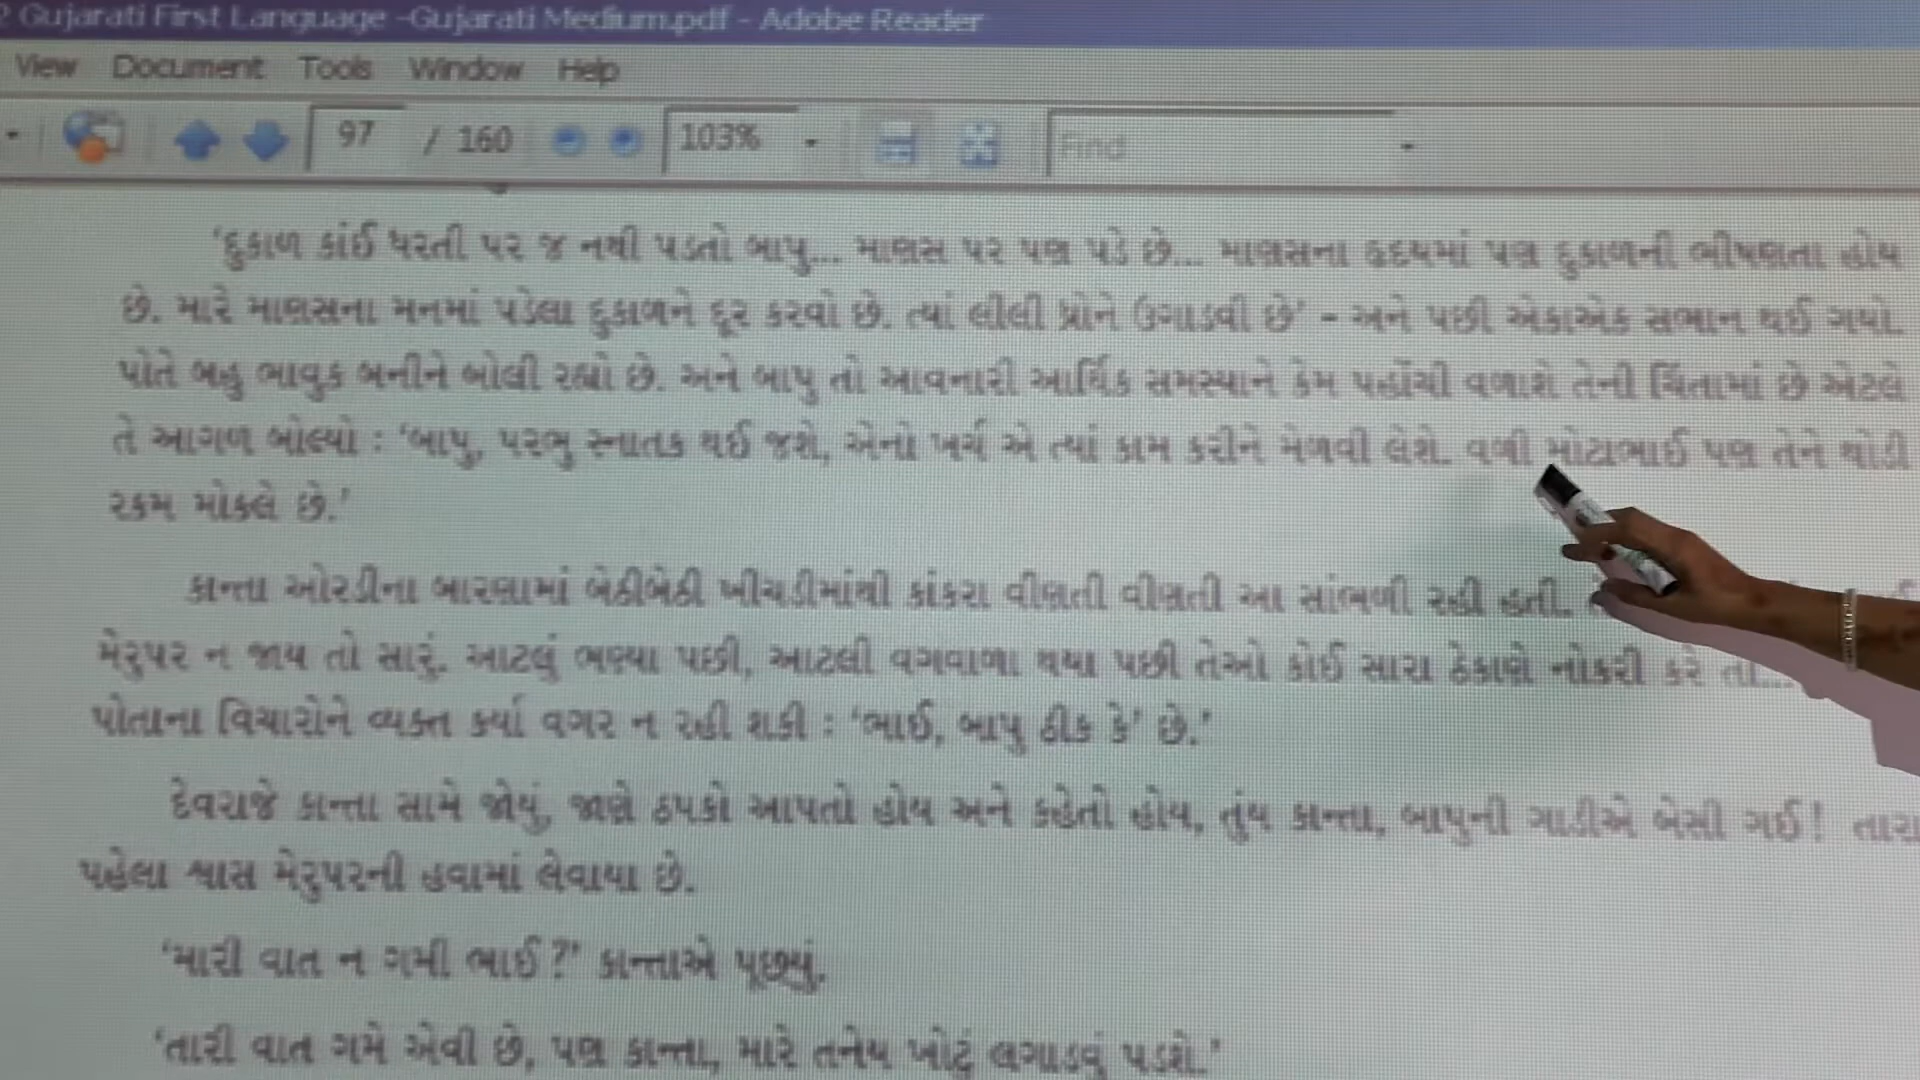 2 Gujarati First Language -Gujarati Medium.pdf - Adobe Reader
View Document Tools Window Help
97 / 160 103% Find
‘દુકાળ કાંઈ ધરતી પર જ નથી પડતો બાપુ... માણસ પર પણ પડે છે... માણસના હૃદયમાં પણ દુકાળની ભીષણતા હોય
છે. મારે માણસના મનમાં પડેલા દુકાળને દૂર કરવો છે. ત્યાં લીલી ધ્રોને ઉગાડવી છે’ - અને પછી એકાએક સભાન થઈ ગયો.
પોતે બહુ ભાવુક બનીને બોલી રહ્યો છે. અને બાપુ તો આવનારી આર્થિક સમસ્યાને કેમ પહોંચી વળાશે તેની ચિંતામાં છે એટલે
તે આગળ બોલ્યો : ‘બાપુ, પરભુ સ્નાતક થઈ જશે, એનો ખર્ચ એ ત્યાં કામ કરીને મેળવી લેશે. વળી મોટાભાઈ પણ તેને થોડી
રકમ મોકલે છે.’
કાન્તા ઓરડીના બારણામાં બેઠીબેઠી ખીચડીમાંથી કાંકરા વીણતી વીણતી આ સાંભળી રહી હતી.
મેરુપર ન જાય તો સારું. આટલું ભણ્યા પછી, આટલી વગવાળા થયા પછી તેઓ કોઈ સારા ઠેકાણે નોકરી કરે તો...
પોતાના વિચારોને વ્યક્ત કર્યા વગર ન રહી શકી : ‘ભાઈ, બાપુ ઠીક કે’ છે.’
દેવરાજે કાન્તા સામે જોયું, જાણે ઠપકો આપતો હોય અને કહેતો હોય, તુંય કાન્તા, બાપુની ગાડીએ બેસી ગઈ! તારા
પહેલા શ્વાસ મેરુપરની હવામાં લેવાયા છે.
‘મારી વાત ન ગમી ભાઈ?’ કાન્તાએ પૂછ્યું.
‘તારી વાત ગમે એવી છે, પણ કાન્તા, મારે તનેય ખોટું લગાડવું પડશે.’